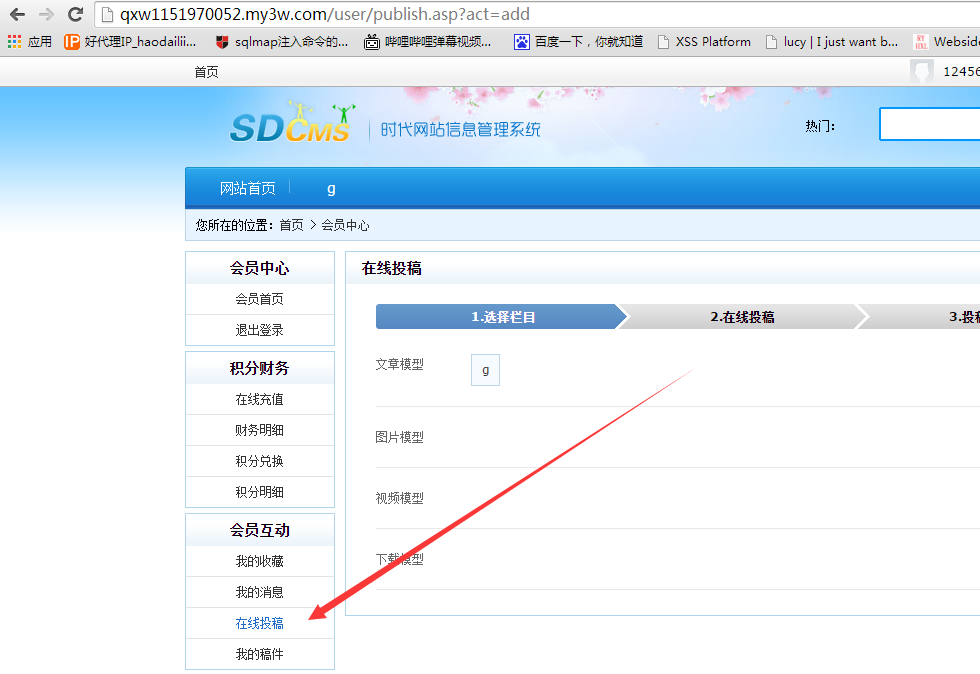 qxw1151970052.my3w.com/user/publish.asp?act=add
应用 好代理IP_haodailiii... sqlmap注入命令的... 哔哩哔哩弹幕视频... 百度一下，你就知道 XSS Platform lucy | I just want b... Webside
首页 12456
SDCMS 时代网站信息管理系统 热门：
网站首页 g
您所在的位置：首页 > 会员中心
会员中心
会员首页
退出登录
积分财务
在线充值
财务明细
积分兑换
积分明细
会员互动
我的收藏
我的消息
在线投稿
我的稿件
在线投稿
1.选择栏目 2.在线投稿 3.投稿
文章模型 g
图片模型
视频模型
下载模型